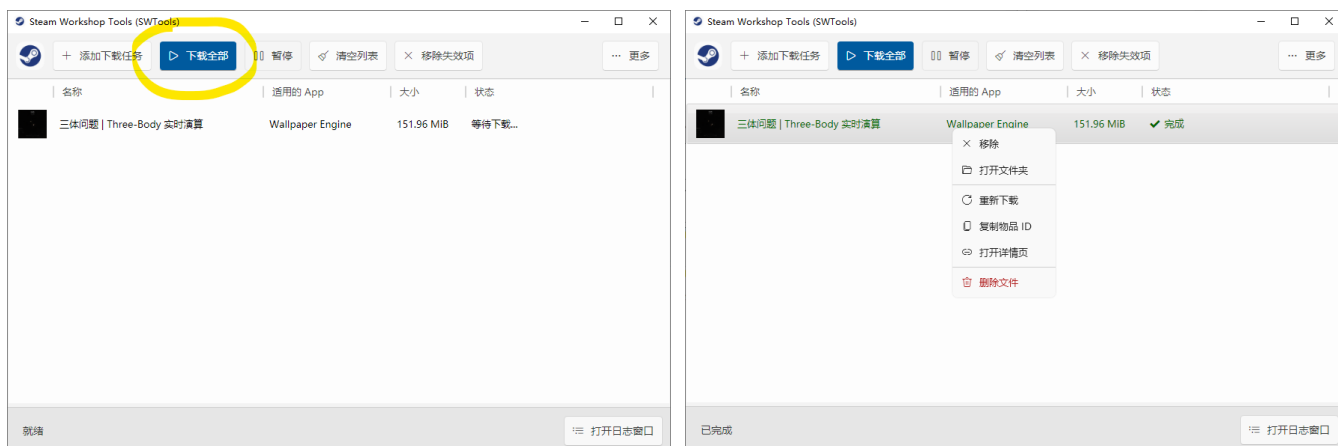 Steam Workshop Tools (SWTools)
添加下载任务 下载全部 暂停 清空列表 移除失效项 更多
名称 适用的 App 大小 状态
三体问题 | Three-Body 实时演算 Wallpaper Engine 151.96 MiB 等待下载...
就绪 打开日志窗口
Steam Workshop Tools (SWTools)
添加下载任务 下载全部 暂停 清空列表 移除失效项 更多
名称 适用的 App 大小 状态
三体问题 | Three-Body 实时演算 Wallpaper Engine 151.96 MiB 完成
移除
打开文件夹
重新下载
复制物品 ID
打开详情页
删除文件
已完成 打开日志窗口